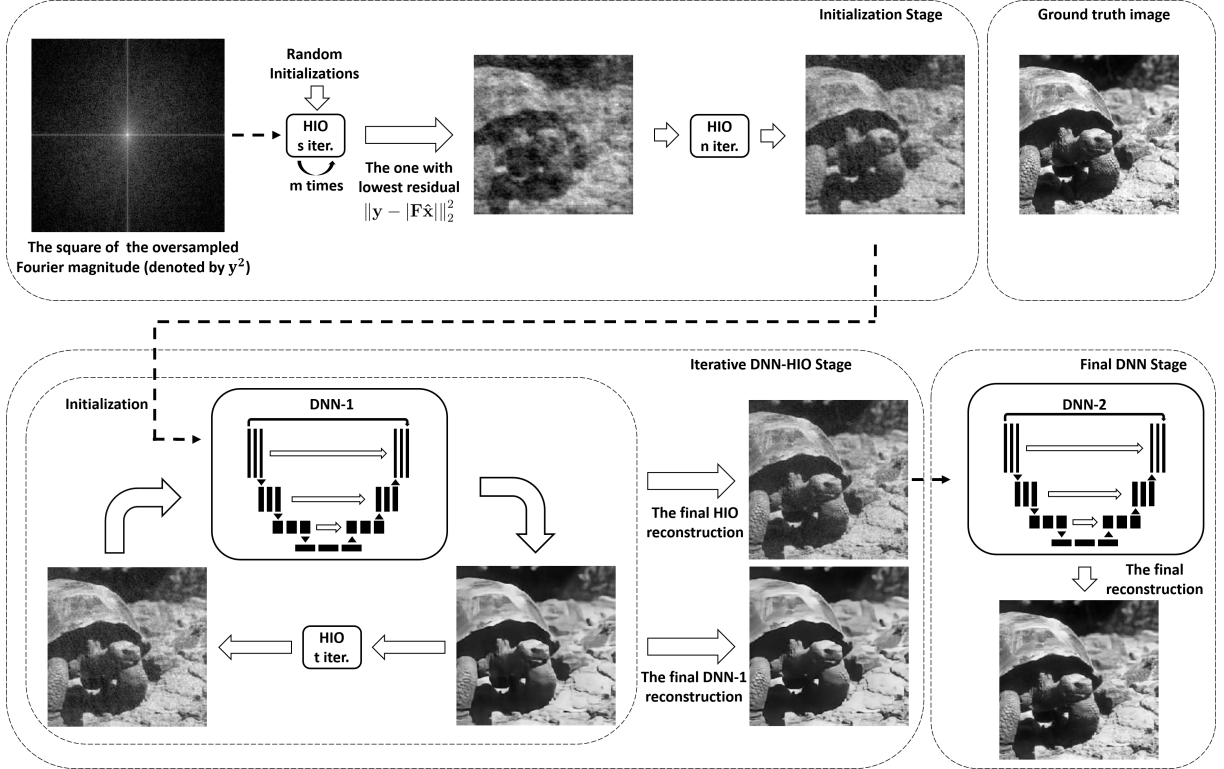 Initialization Stage
Ground truth image
Random
Initializations
HIO
s iter.
m times
The one with
lowest residual
‖y − |Fx̂|‖₂²
HIO
n iter.
The square of the oversampled
Fourier magnitude (denoted by y²)
Iterative DNN-HIO Stage
Final DNN Stage
Initialization
DNN-1
DNN-2
The final HIO
reconstruction
The final
reconstruction
HIO
t iter.
The final DNN-1
reconstruction